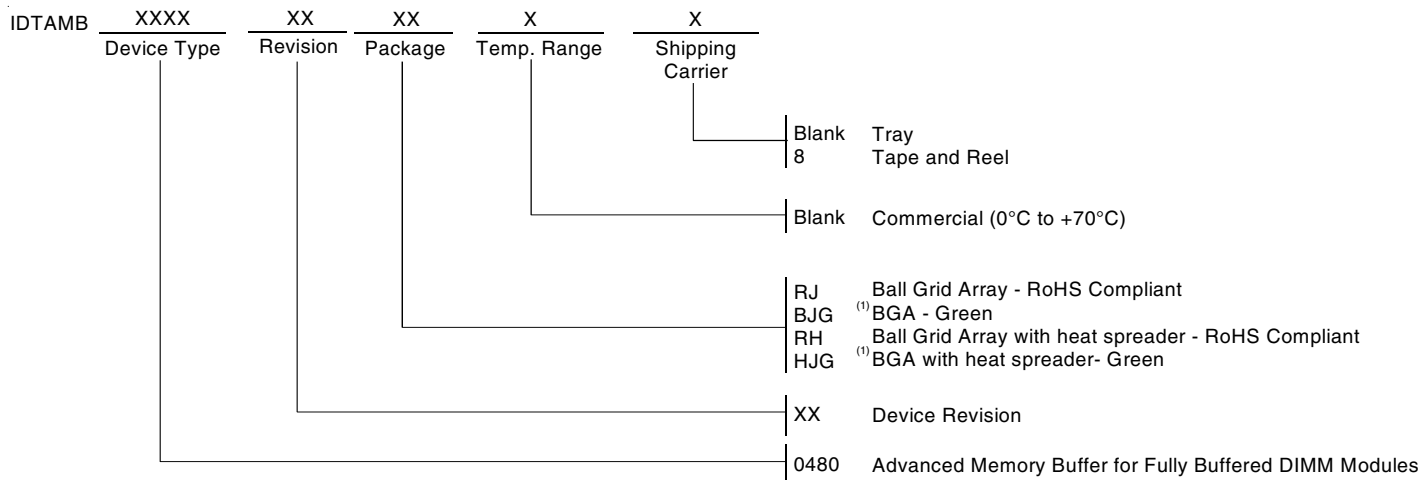 IDTAMB XXXX XX XX X X
Device Type Revision Package Temp. Range Shipping
Carrier
Blank Tray
8 Tape and Reel
Blank Commercial (0°C to +70°C)
RJ Ball Grid Array - RoHS Compliant
BJG (1) BGA - Green
RH Ball Grid Array with heat spreader - RoHS Compliant
HJG (1) BGA with heat spreader- Green
XX Device Revision
0480 Advanced Memory Buffer for Fully Buffered DIMM Modules